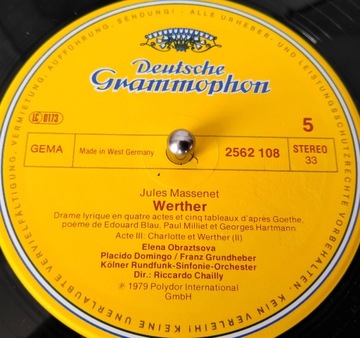 VERMIETUNG, AUFFÜHRUNG, SENDUNG! · ALLE URHEBER- UND LEISTUNGSSCHUTZRECHTE VORBEHALTEN. · KEIN VERLEIH! KEINE UNERLAUBTE VERVIELFÄLTIGUNG,
Deutsche
Grammophon
LC 0173
5
GEMA
Made in West Germany
2562 108
STEREO
33
Jules Massenet
Werther
Drame lyrique en quatre actes et cinq tableaux d'après Goethe,
poème de Edouard Blau, Paul Milliet et Georges Hartmann
Acte III: Charlotte et Werther (II)
Elena Obraztsova
Placido Domingo / Franz Grundheber
Kölner Rundfunk-Sinfonie-Orchester
Dir.: Riccardo Chailly
℗ 1979 Polydor International
GmbH